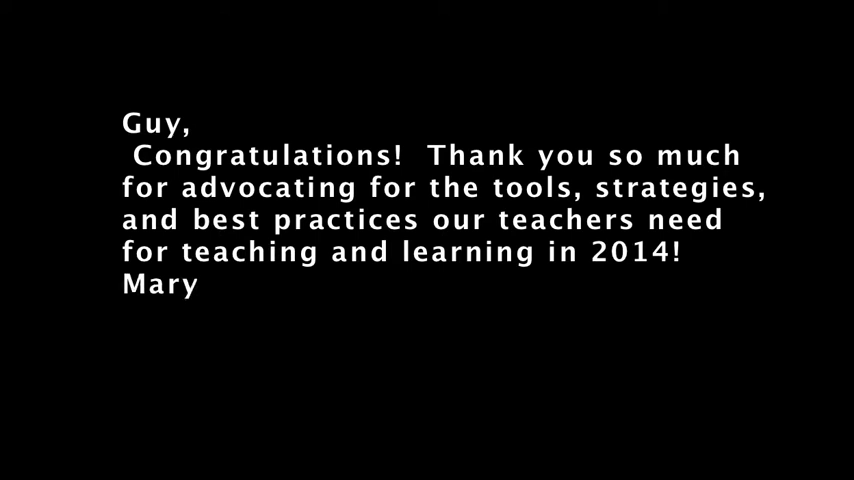 Guy,
Congratulations!  Thank you so much
for advocating for the tools, strategies,
and best practices our teachers need
for teaching and learning in 2014!
Mary